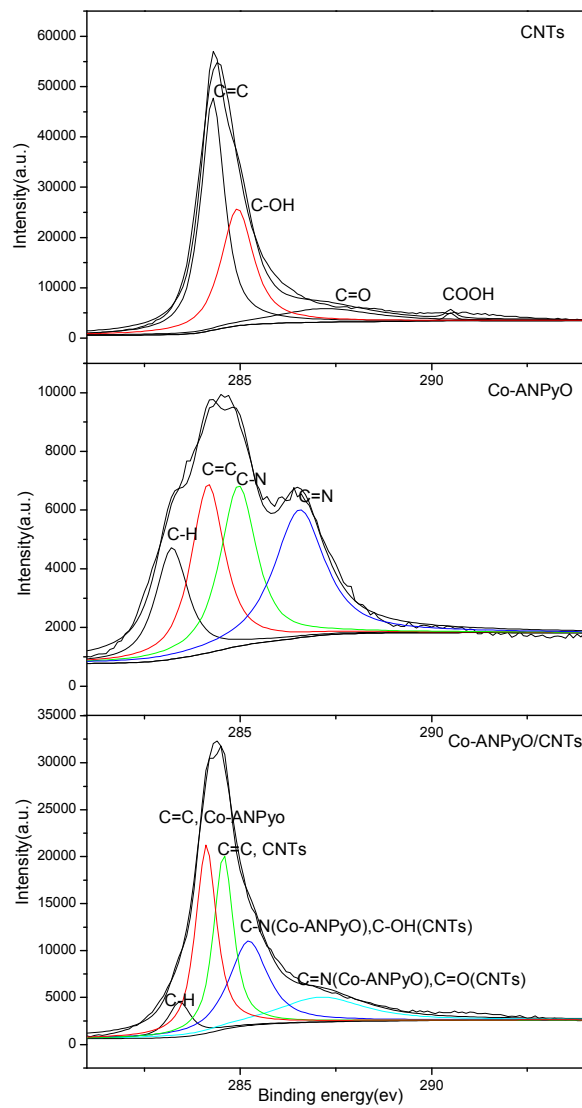 CNTs
60000
50000
40000
30000
20000
10000
0
Intensity(a.u.)
C=C
C-OH
C=O
COOH
285
290
Co-ANPyO
10000
8000
6000
4000
2000
0
Intensity(a.u.)
C-H
C=C
C-N
C=N
285
290
Co-ANPyO/CNTs
35000
30000
25000
20000
15000
10000
5000
0
Intensity(a.u.)
C=C, Co-ANPyo
C=C, CNTs
C-N(Co-ANPyO),C-OH(CNTs)
C=N(Co-ANPyO),C=O(CNTs)
C-H
285
290
Binding energy(ev)